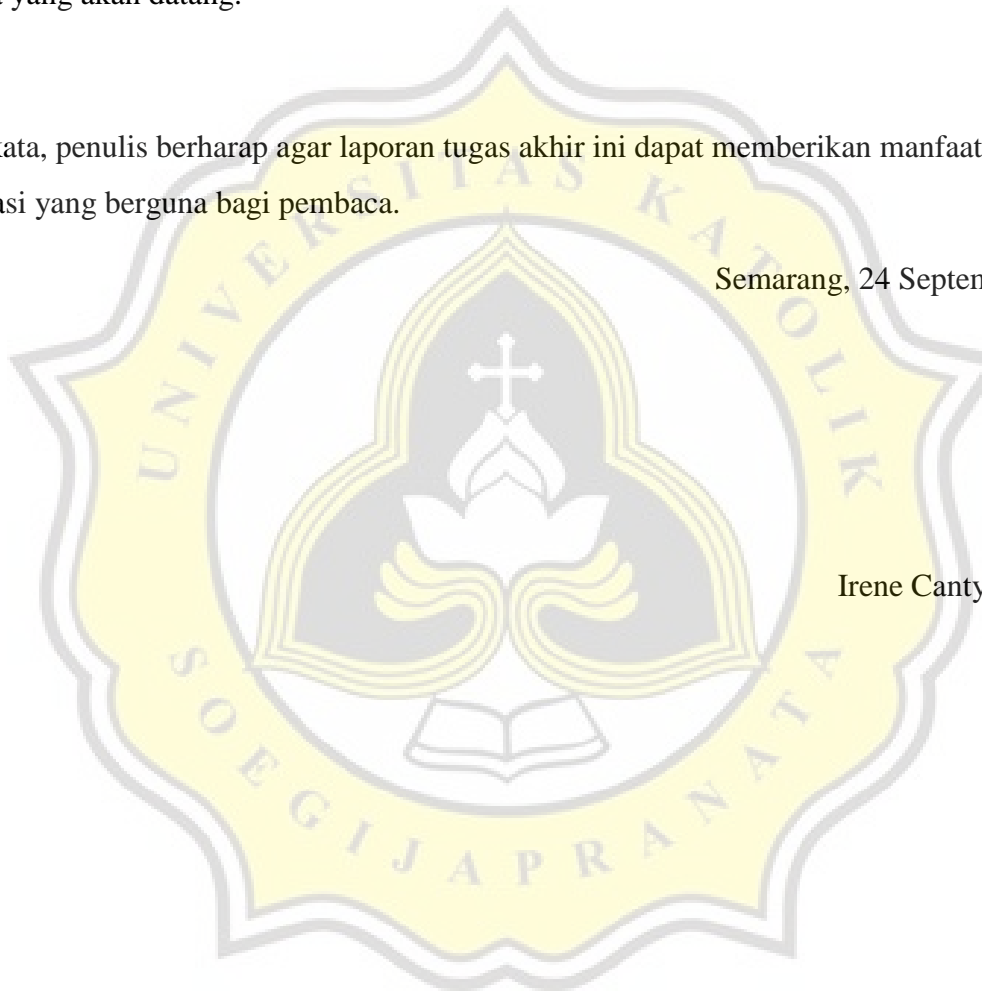 yang akan datang.
kata, penulis berharap agar laporan tugas akhir ini dapat memberikan manfaat
asi yang berguna bagi pembaca.
Semarang, 24 Septem
Irene Canty
UNIVERSITAS KATOLIK
SOEGIJAPRANATA